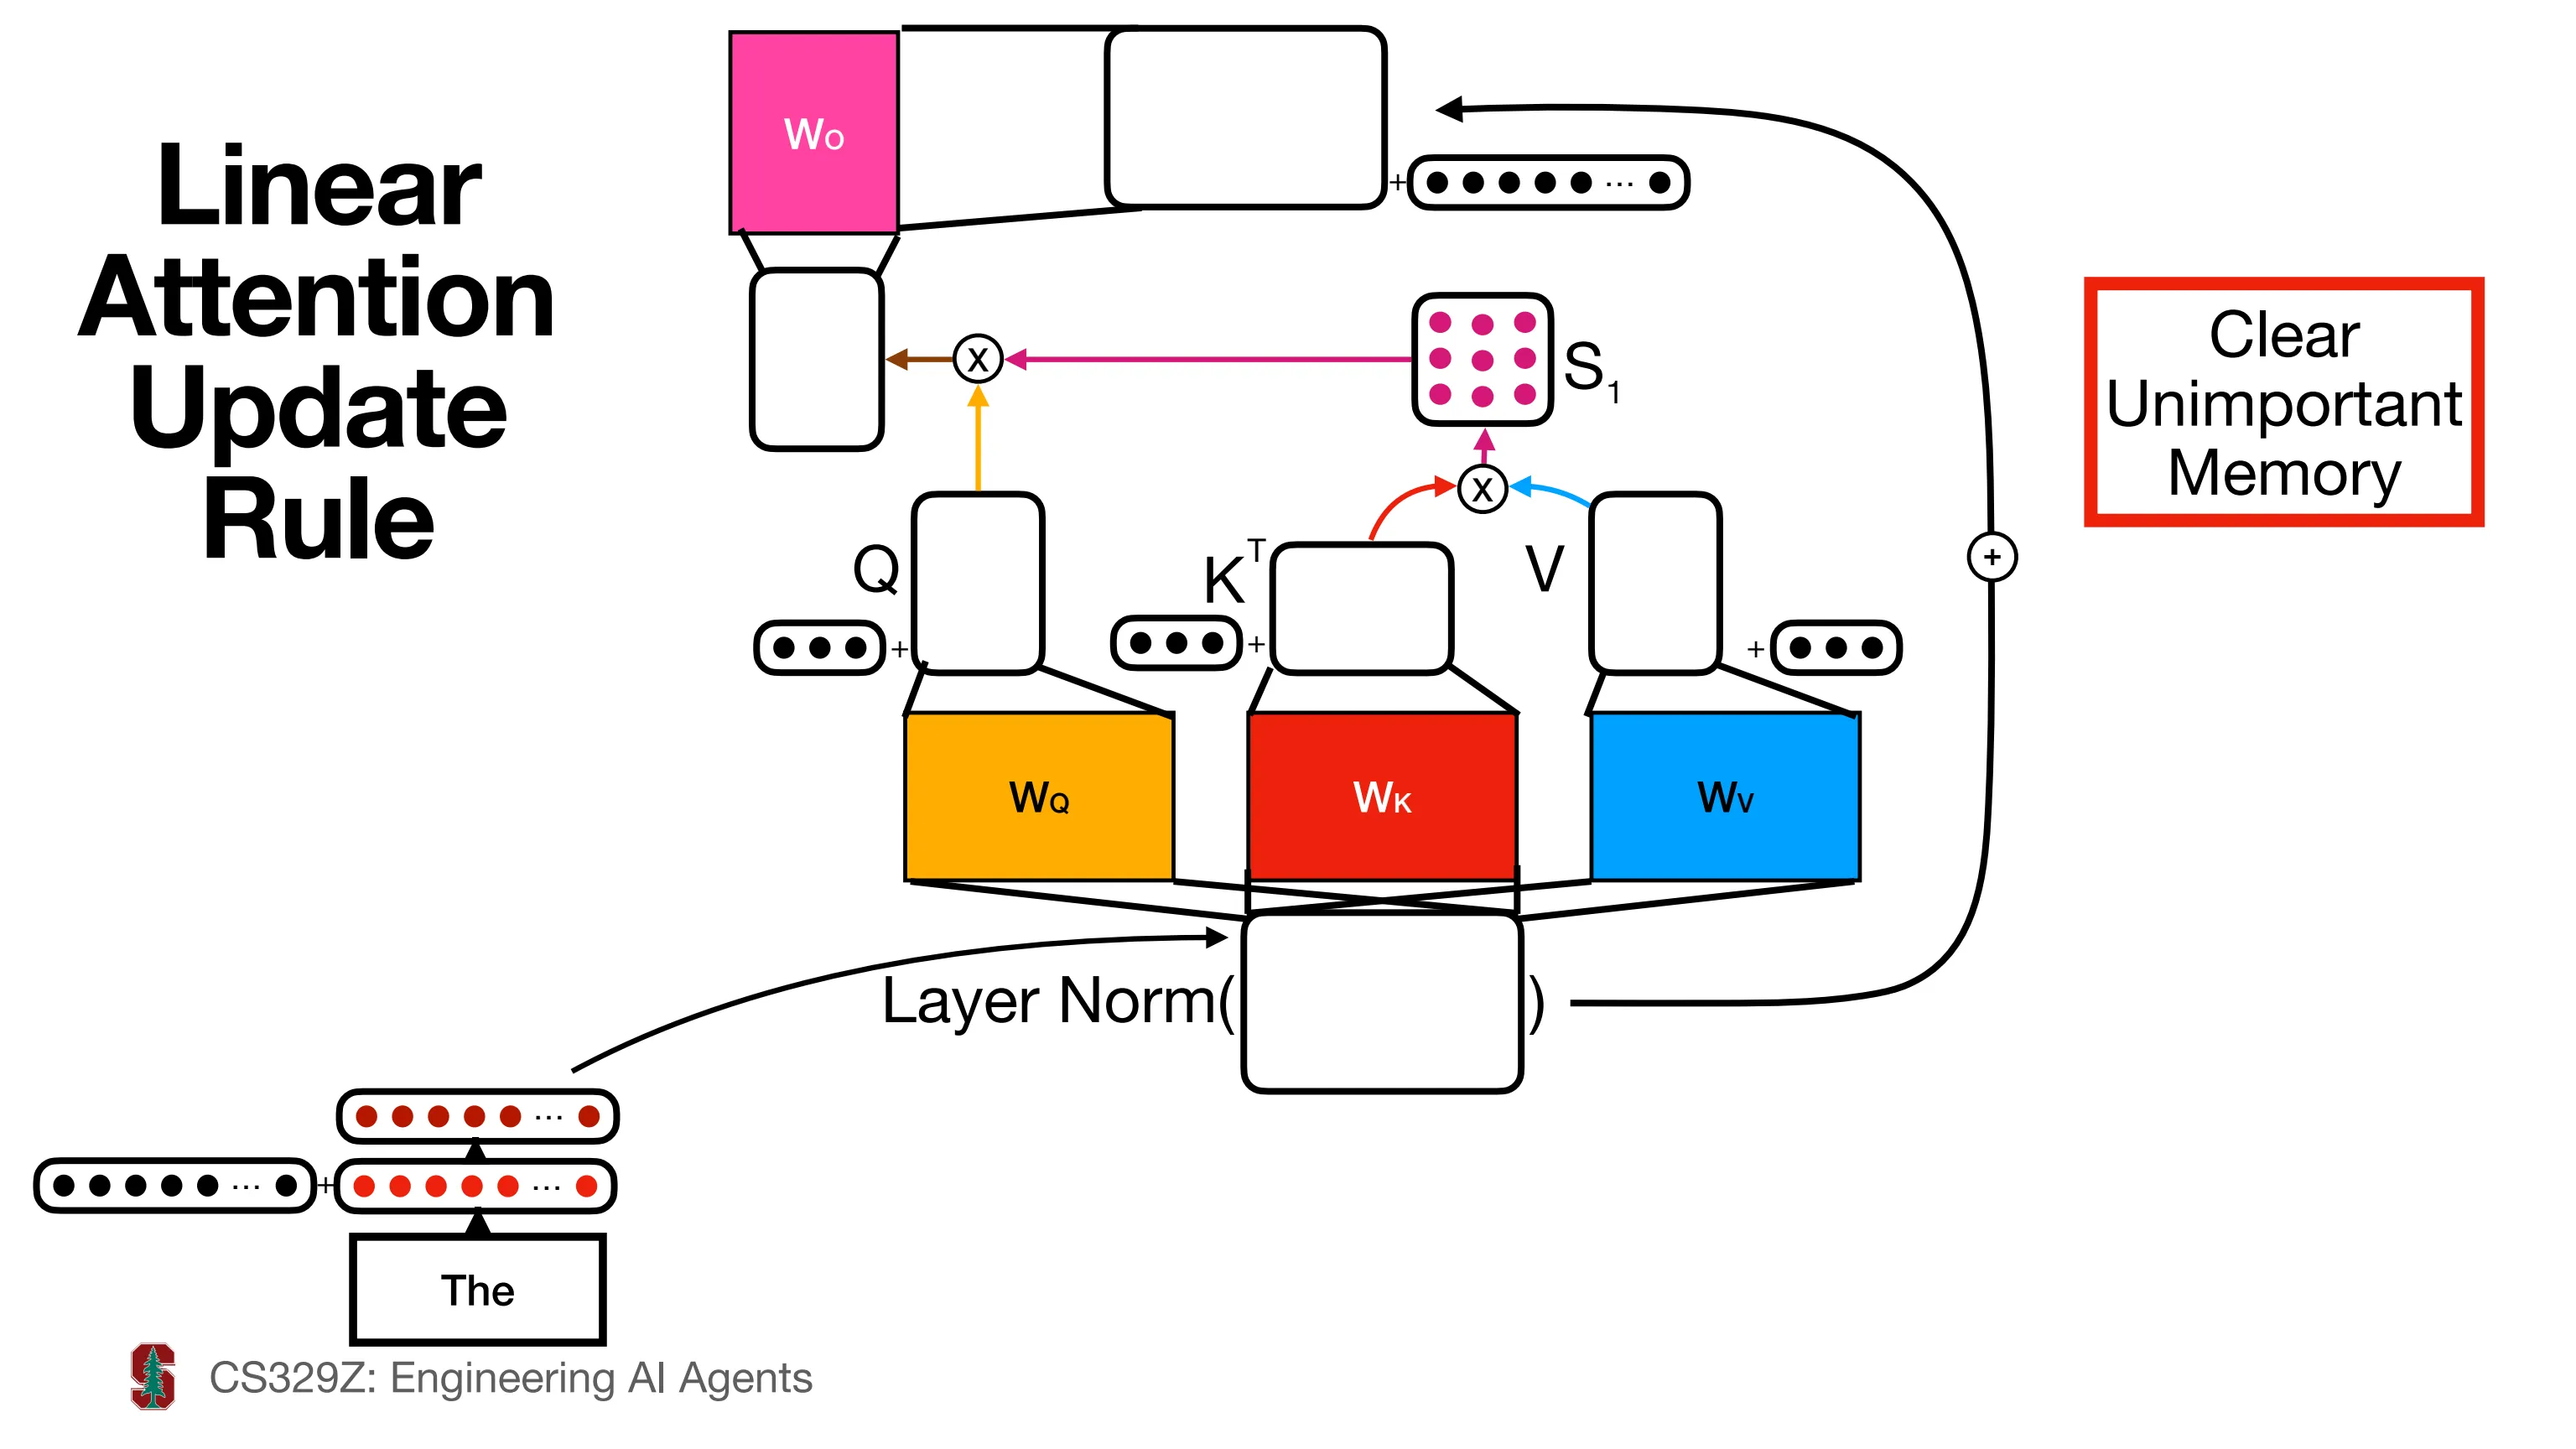 Linear
Attention
Update
Rule
Wo
+
...
X
S1
Clear
Unimportant
Memory
X
Q
KT
V
+
+
+
+
WQ
WK
WV
Layer Norm(
)
...
...
+
...
The
CS329Z: Engineering AI Agents